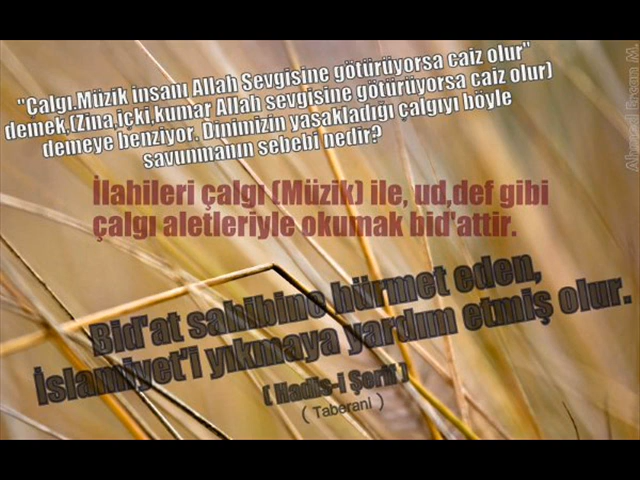 "Çalgı,Müzik insanı Allah Sevgisine götürüyorsa caiz olur"
demek,(Zina,içki,kumar Allah sevgisine götürüyorsa caiz olur)
demeye benziyor. Dinimizin yasakladığı çalgıyı böyle
savunmanın sebebi nedir?
İlahileri çalgı (Müzik) ile, ud,def gibi
çalgı aletleriyle okumak bid'attir.
Bid'at sahibine hürmet eden,
İslamiyet'i yıkmaya yardım etmiş olur.
( Hadis-i Şerif )
( Taberani )